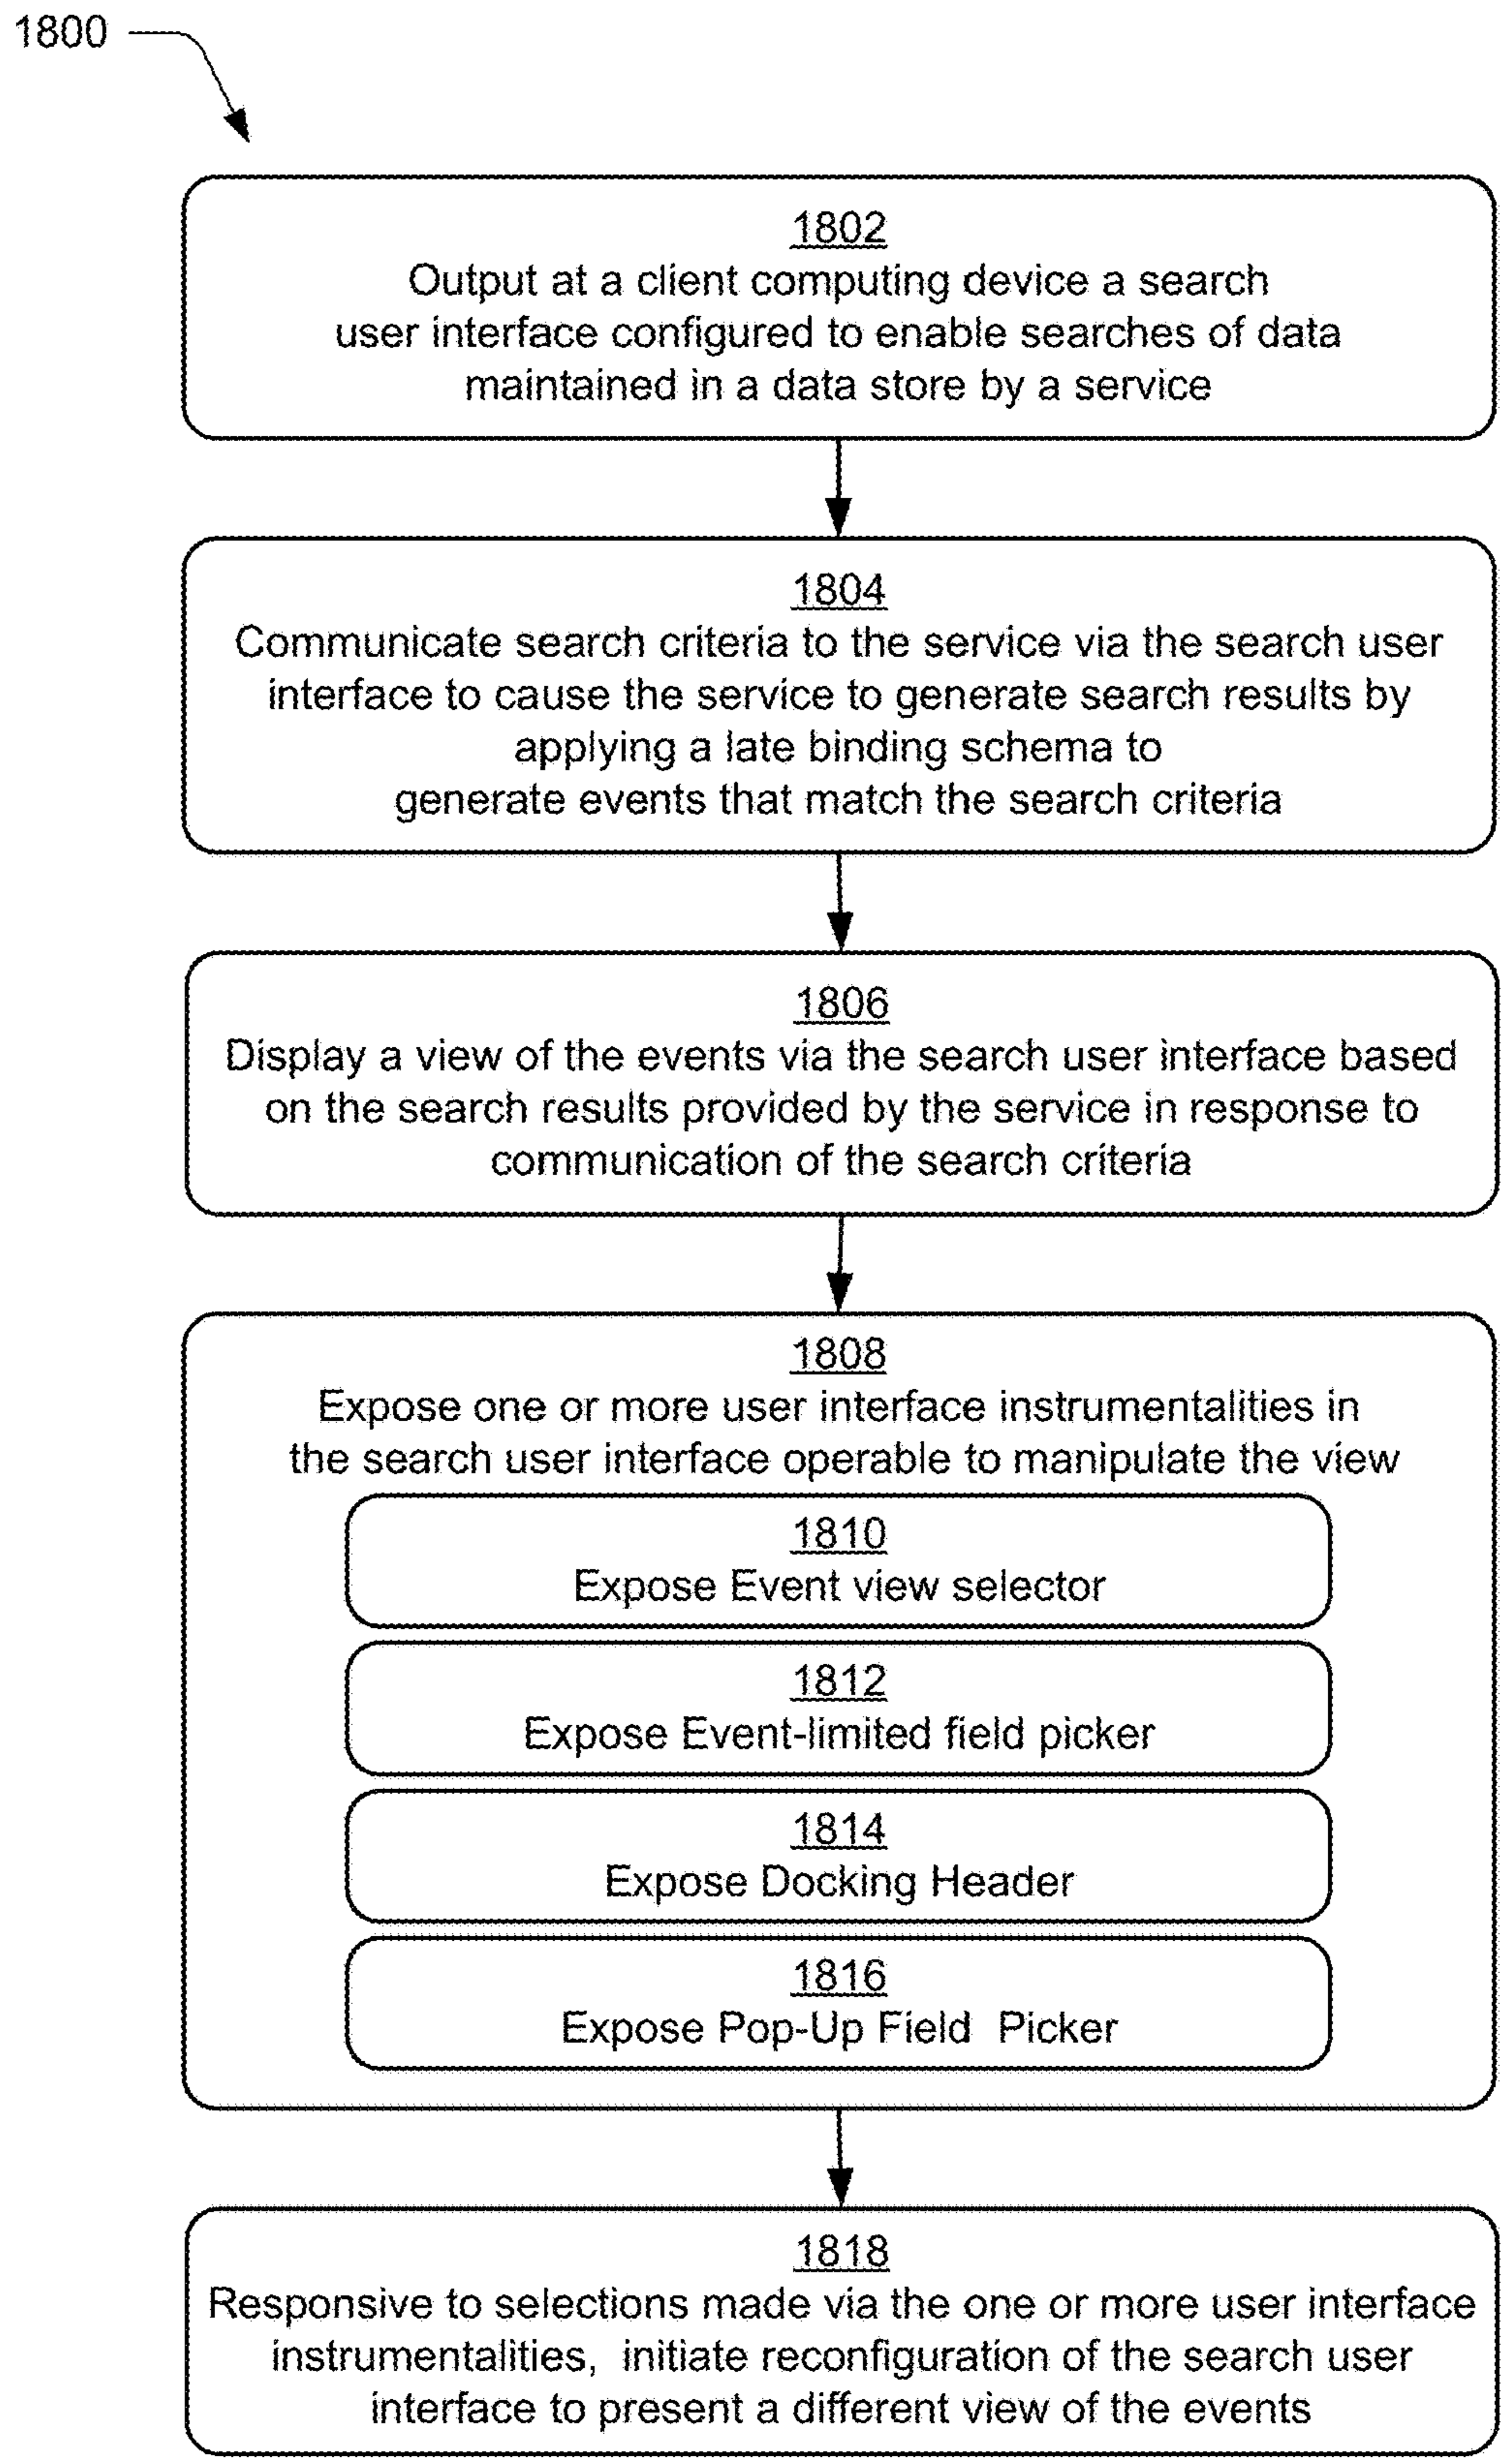 1800
1802
Output at a client computing device a search
user interface configured to enable searches of data
maintained in a data store by a service
1804
Communicate search criteria to the service via the search user
interface to cause the service to generate search results by
applying a late binding schema to
generate events that match the search criteria
1806
Display a view of the events via the search user interface based
on the search results provided by the service in response to
communication of the search criteria
1808
Expose one or more user interface instrumentalities in
the search user interface operable to manipulate the view
1810
Expose Event view selector
1812
Expose Event-limited field picker
1814
Expose Docking Header
1816
Expose Pop-Up Field  Picker
1818
Responsive to selections made via the one or more user interface
instrumentalities,  initiate reconfiguration of the search user
interface to present a different view of the events